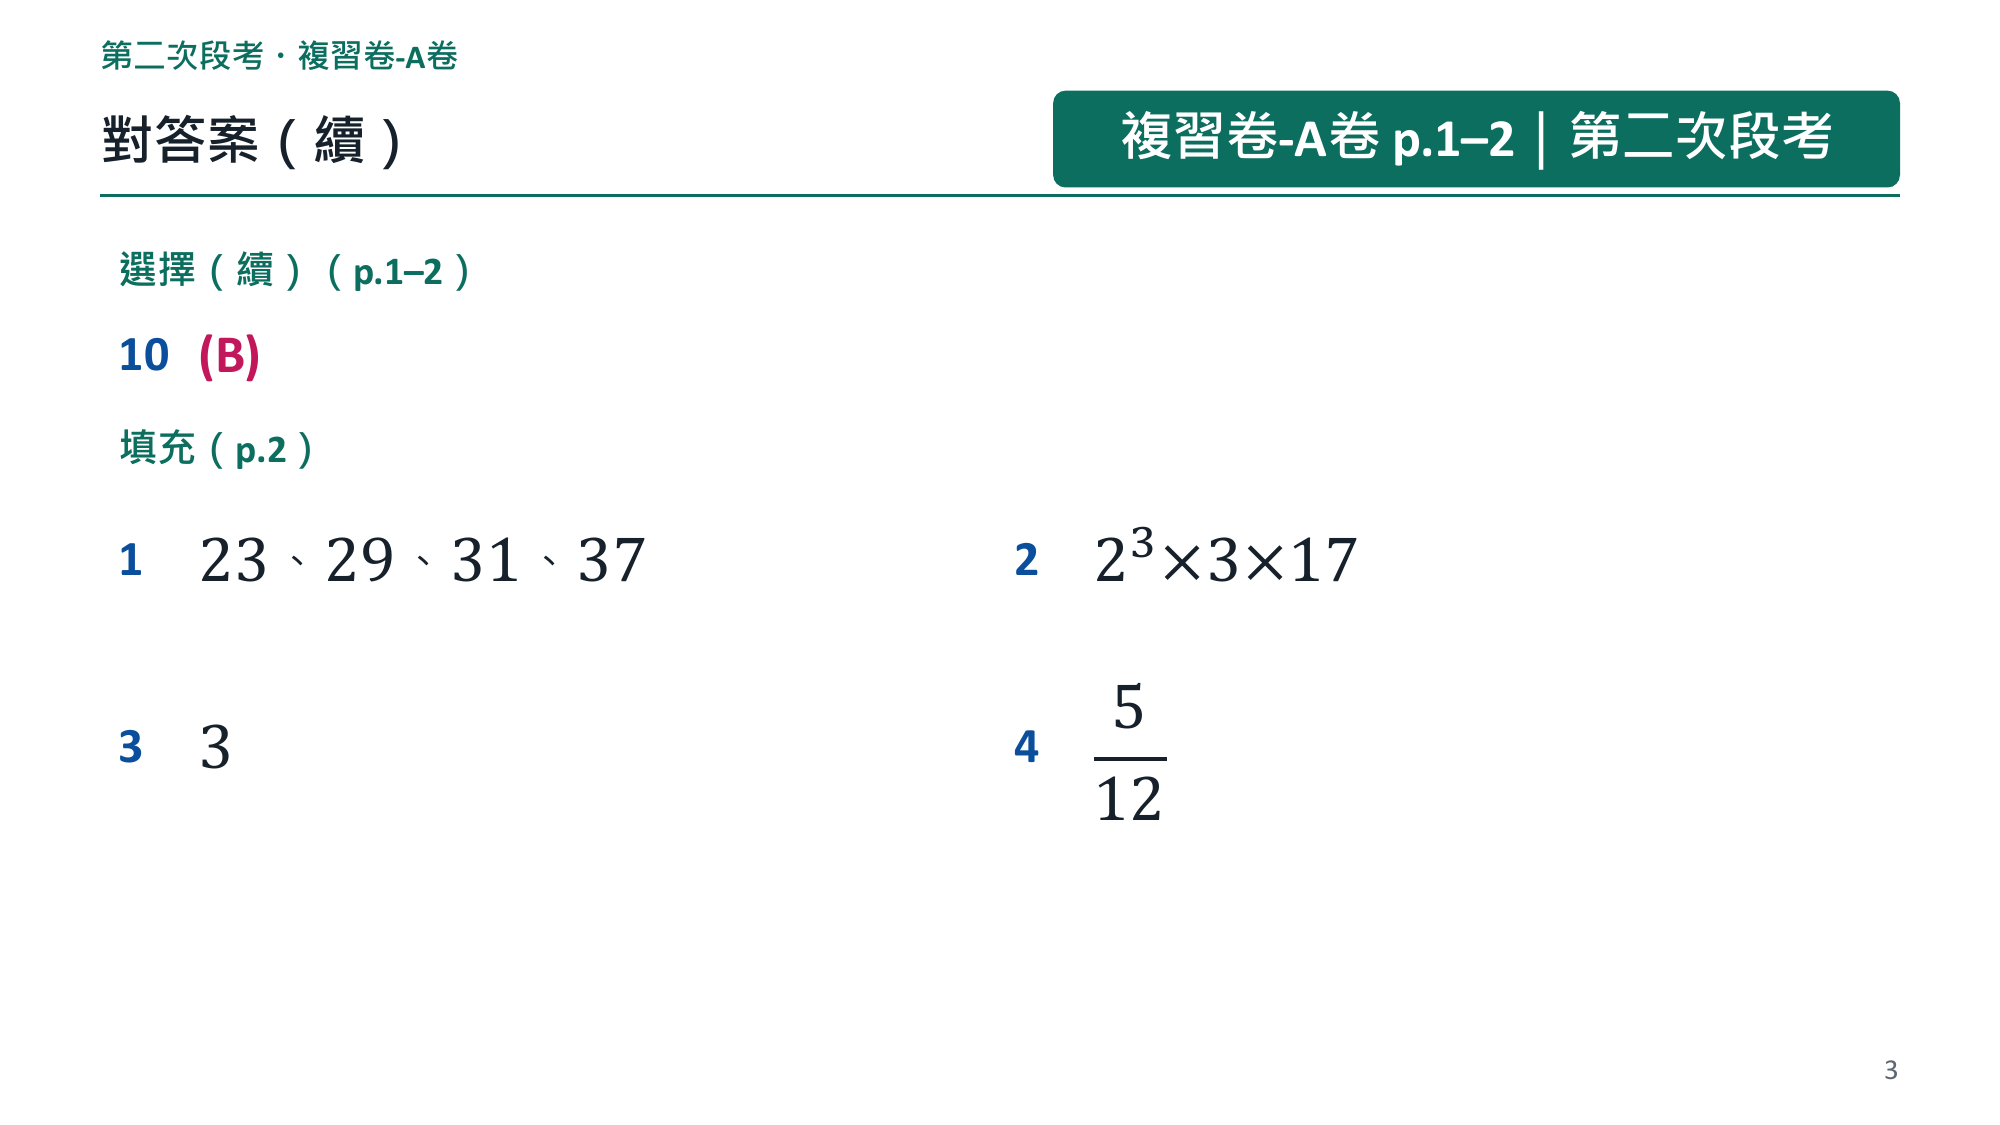 第二次段考・複習卷-A卷
對答案（續）
複習卷-A卷 p.1–2｜第二次段考
選擇（續）（p.1–2）
10 (B)
填充（p.2）
1 23、29、31、37
2 2³×3×17
3 3
4 5/12
3